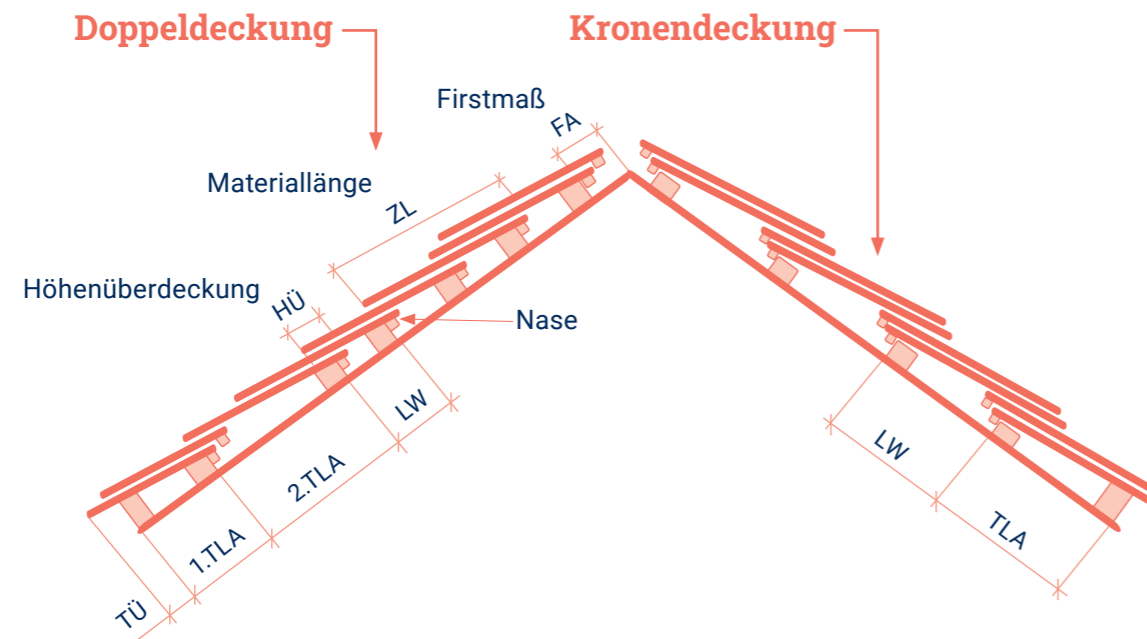 Doppeldeckung
Kronendeckung
Firstmaß
FA
Materiallänge
ZL
Höhenüberdeckung
HÜ
Nase
LW
2.TLA
1.TLA
TÜ
LW
TLA